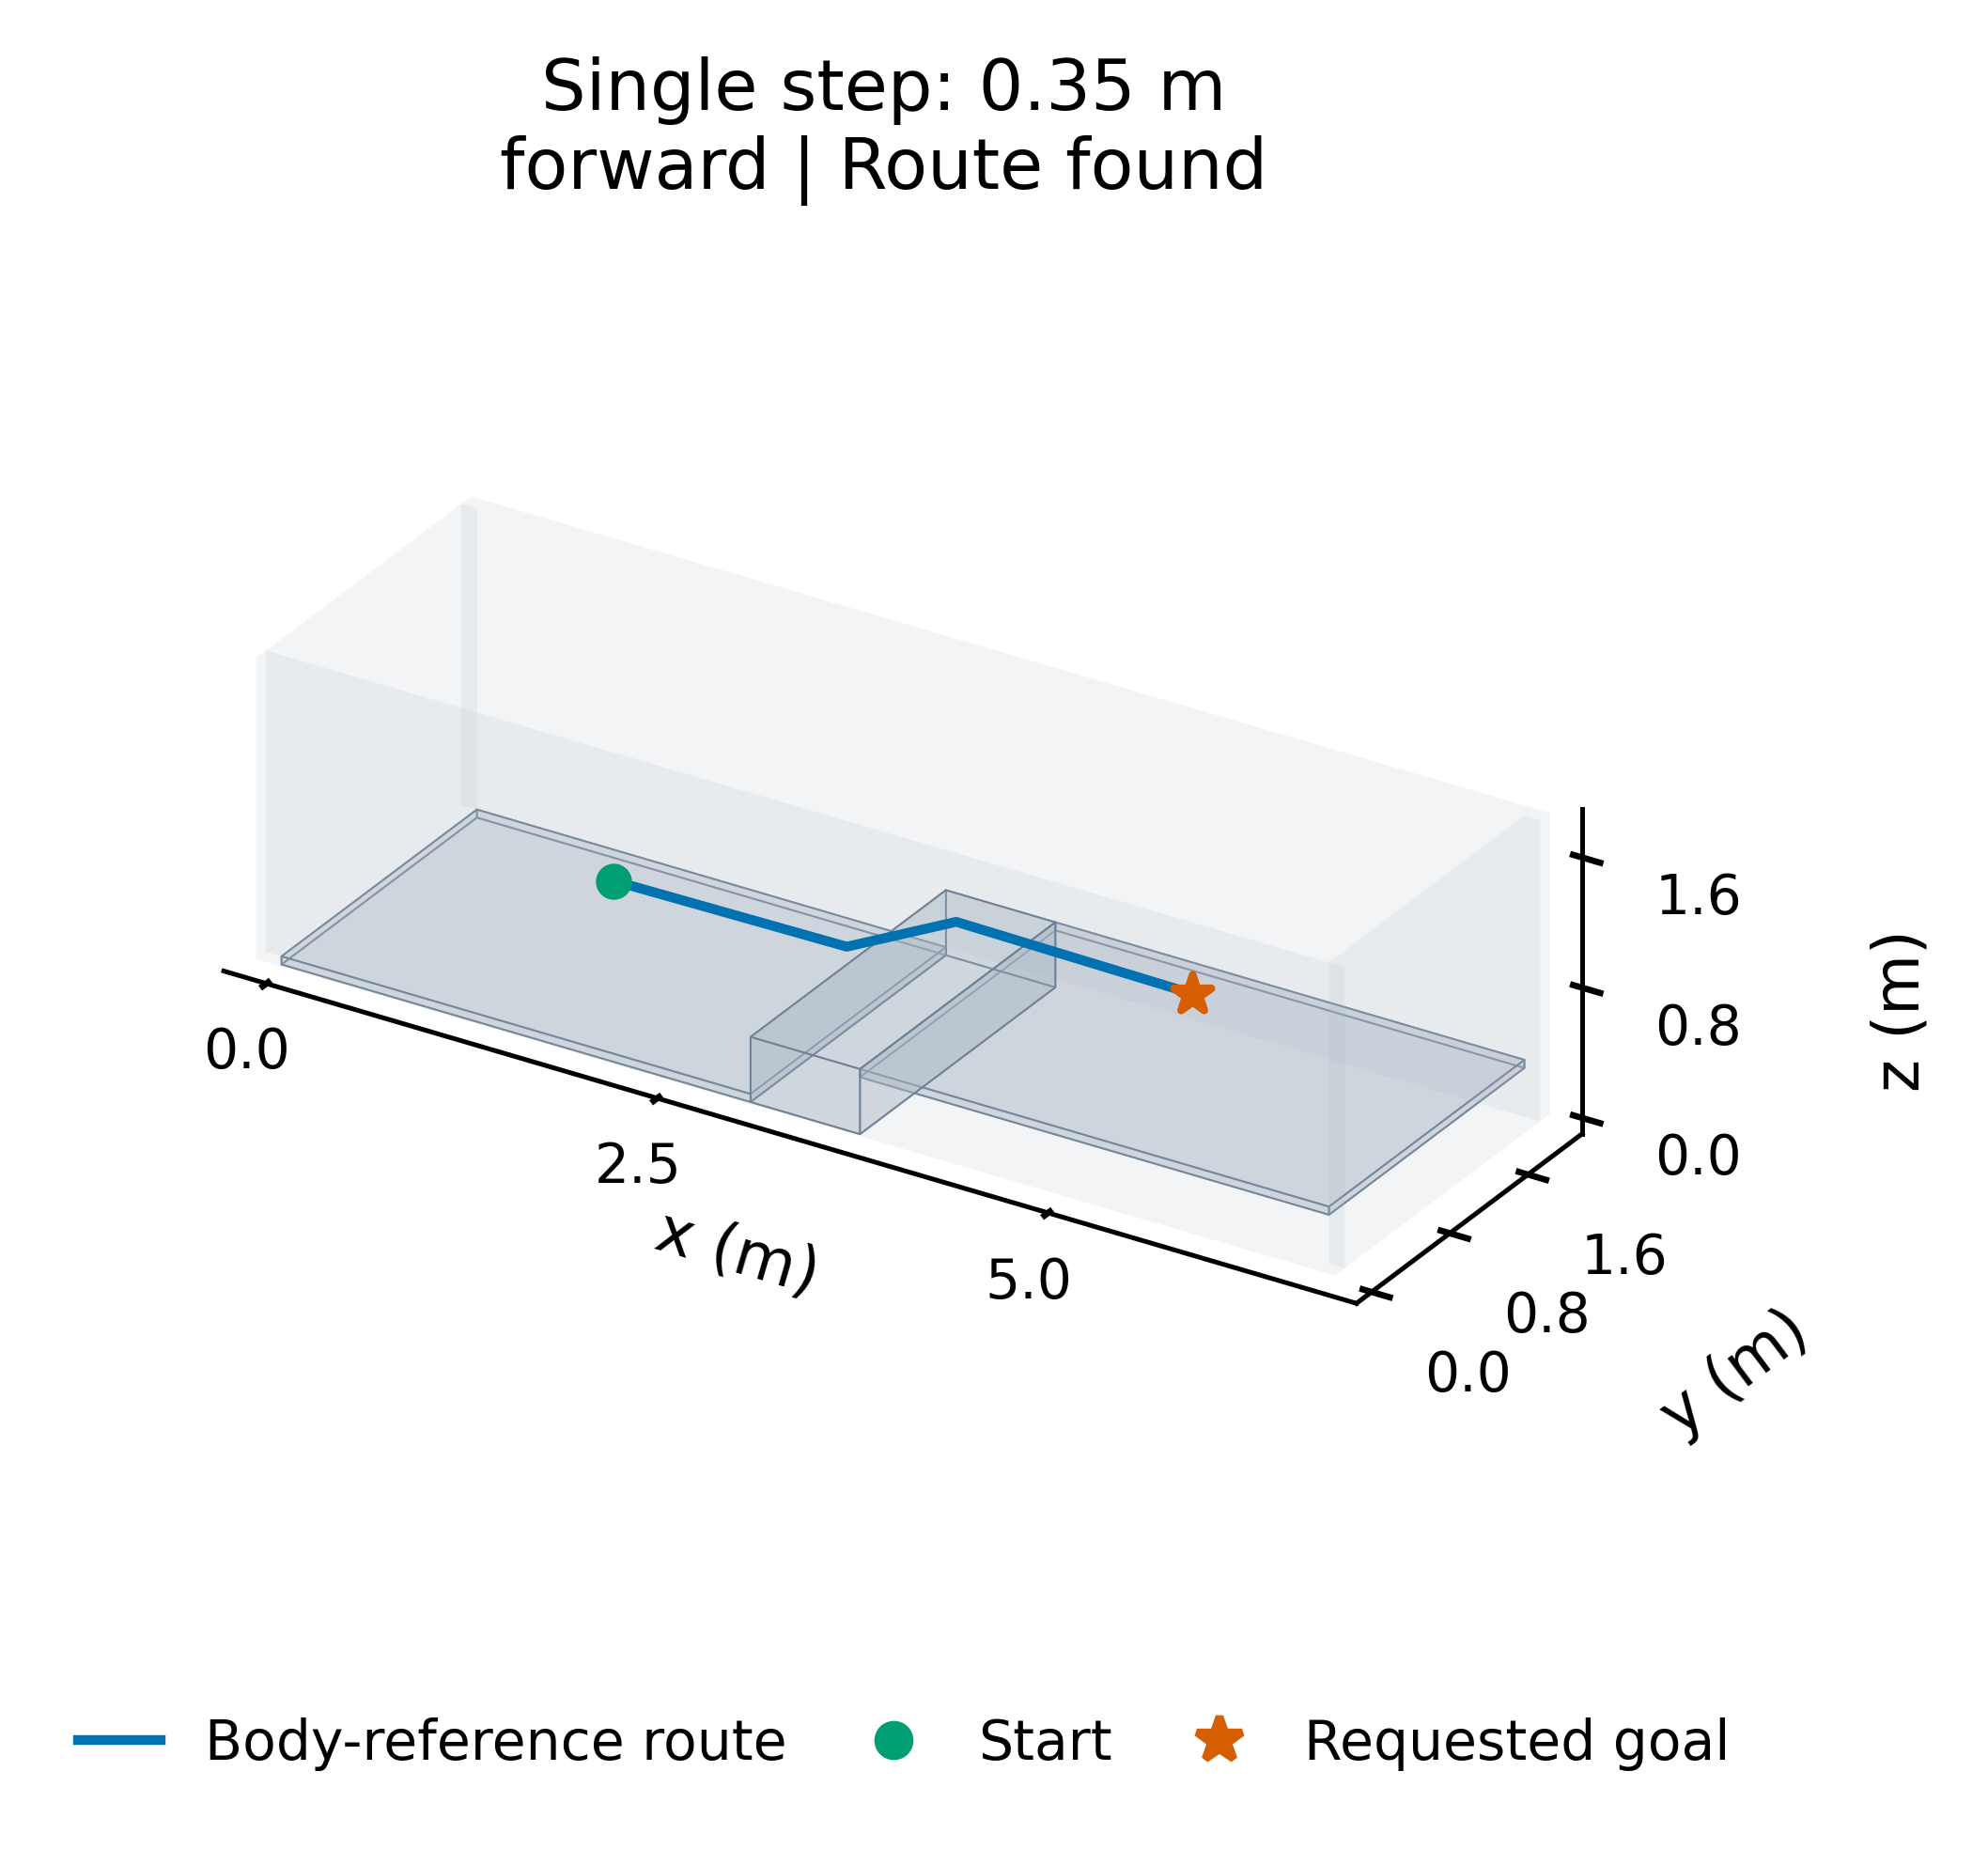 Single step: 0.35 m
forward | Route found
1.6
0.8
0.0
z (m)
0.0
2.5
5.0
x (m)
1.6
0.8
0.0
y (m)
Body-reference route
Start
Requested goal